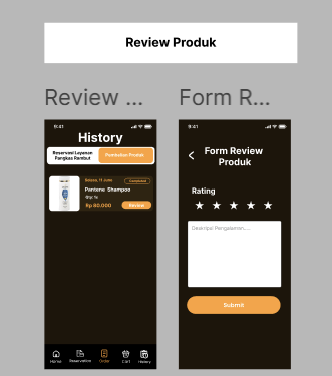 Review Produk
Review ...
Form R...
9:41
History
Reservasi Layanan
Pangkas Rambut
Pembelian Produk
Selasa, 11 June
Completed
Pantene Shampoo
Qty: 1x
Rp 80.000
Review
Home
Reservation
Order
Cart
History
9:41
Form Review
Produk
Rating
Deskripsi Pengalaman....
Submit